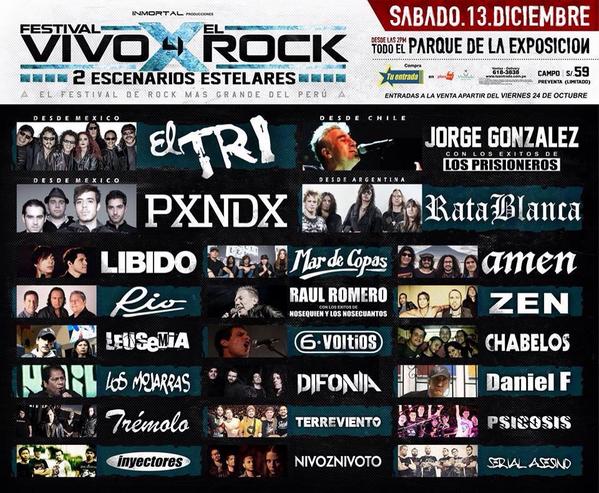 INMORTAL PRODUCCIONES
FESTIVAL EL
VIVO X ROCK
4
2 ESCENARIOS ESTELARES
EL FESTIVAL DE ROCK MAS GRANDE DEL PERÚ
SABADO.13.DICIEMBRE
DESDE LAS 2PM
TODO EL PARQUE DE LA EXPOSICION
Compra
Tu entrada
en
618-3838
CAMPO S/.59
PREVENTA (LIMITADO)
ENTRADAS A LA VENTA APARTIR DEL VIERNES 24 DE OCTUBRE
DESDE MEXICO
EL TRI
DESDE CHILE
JORGE GONZALEZ
CON LOS EXITOS DE
LOS PRISIONEROS
DESDE MEXICO
PXNDX
DESDE ARGENTINA
RataBlanca
LIBIDO
Mar de Copas
amen
Rio
RAUL ROMERO
CON LOS EXITOS DE
NOSEQUIEN Y LOS NOSECUANTOS
ZEN
LEUSEMIA
6·VOLTIOS
CHABELOS
LOS MOJARRAS
DIFONIA
Daniel F
Trémolo
TERREVIENTO
PSICOSIS
inyectores
NIVOZNIVOTO
SERIAL ASESINO